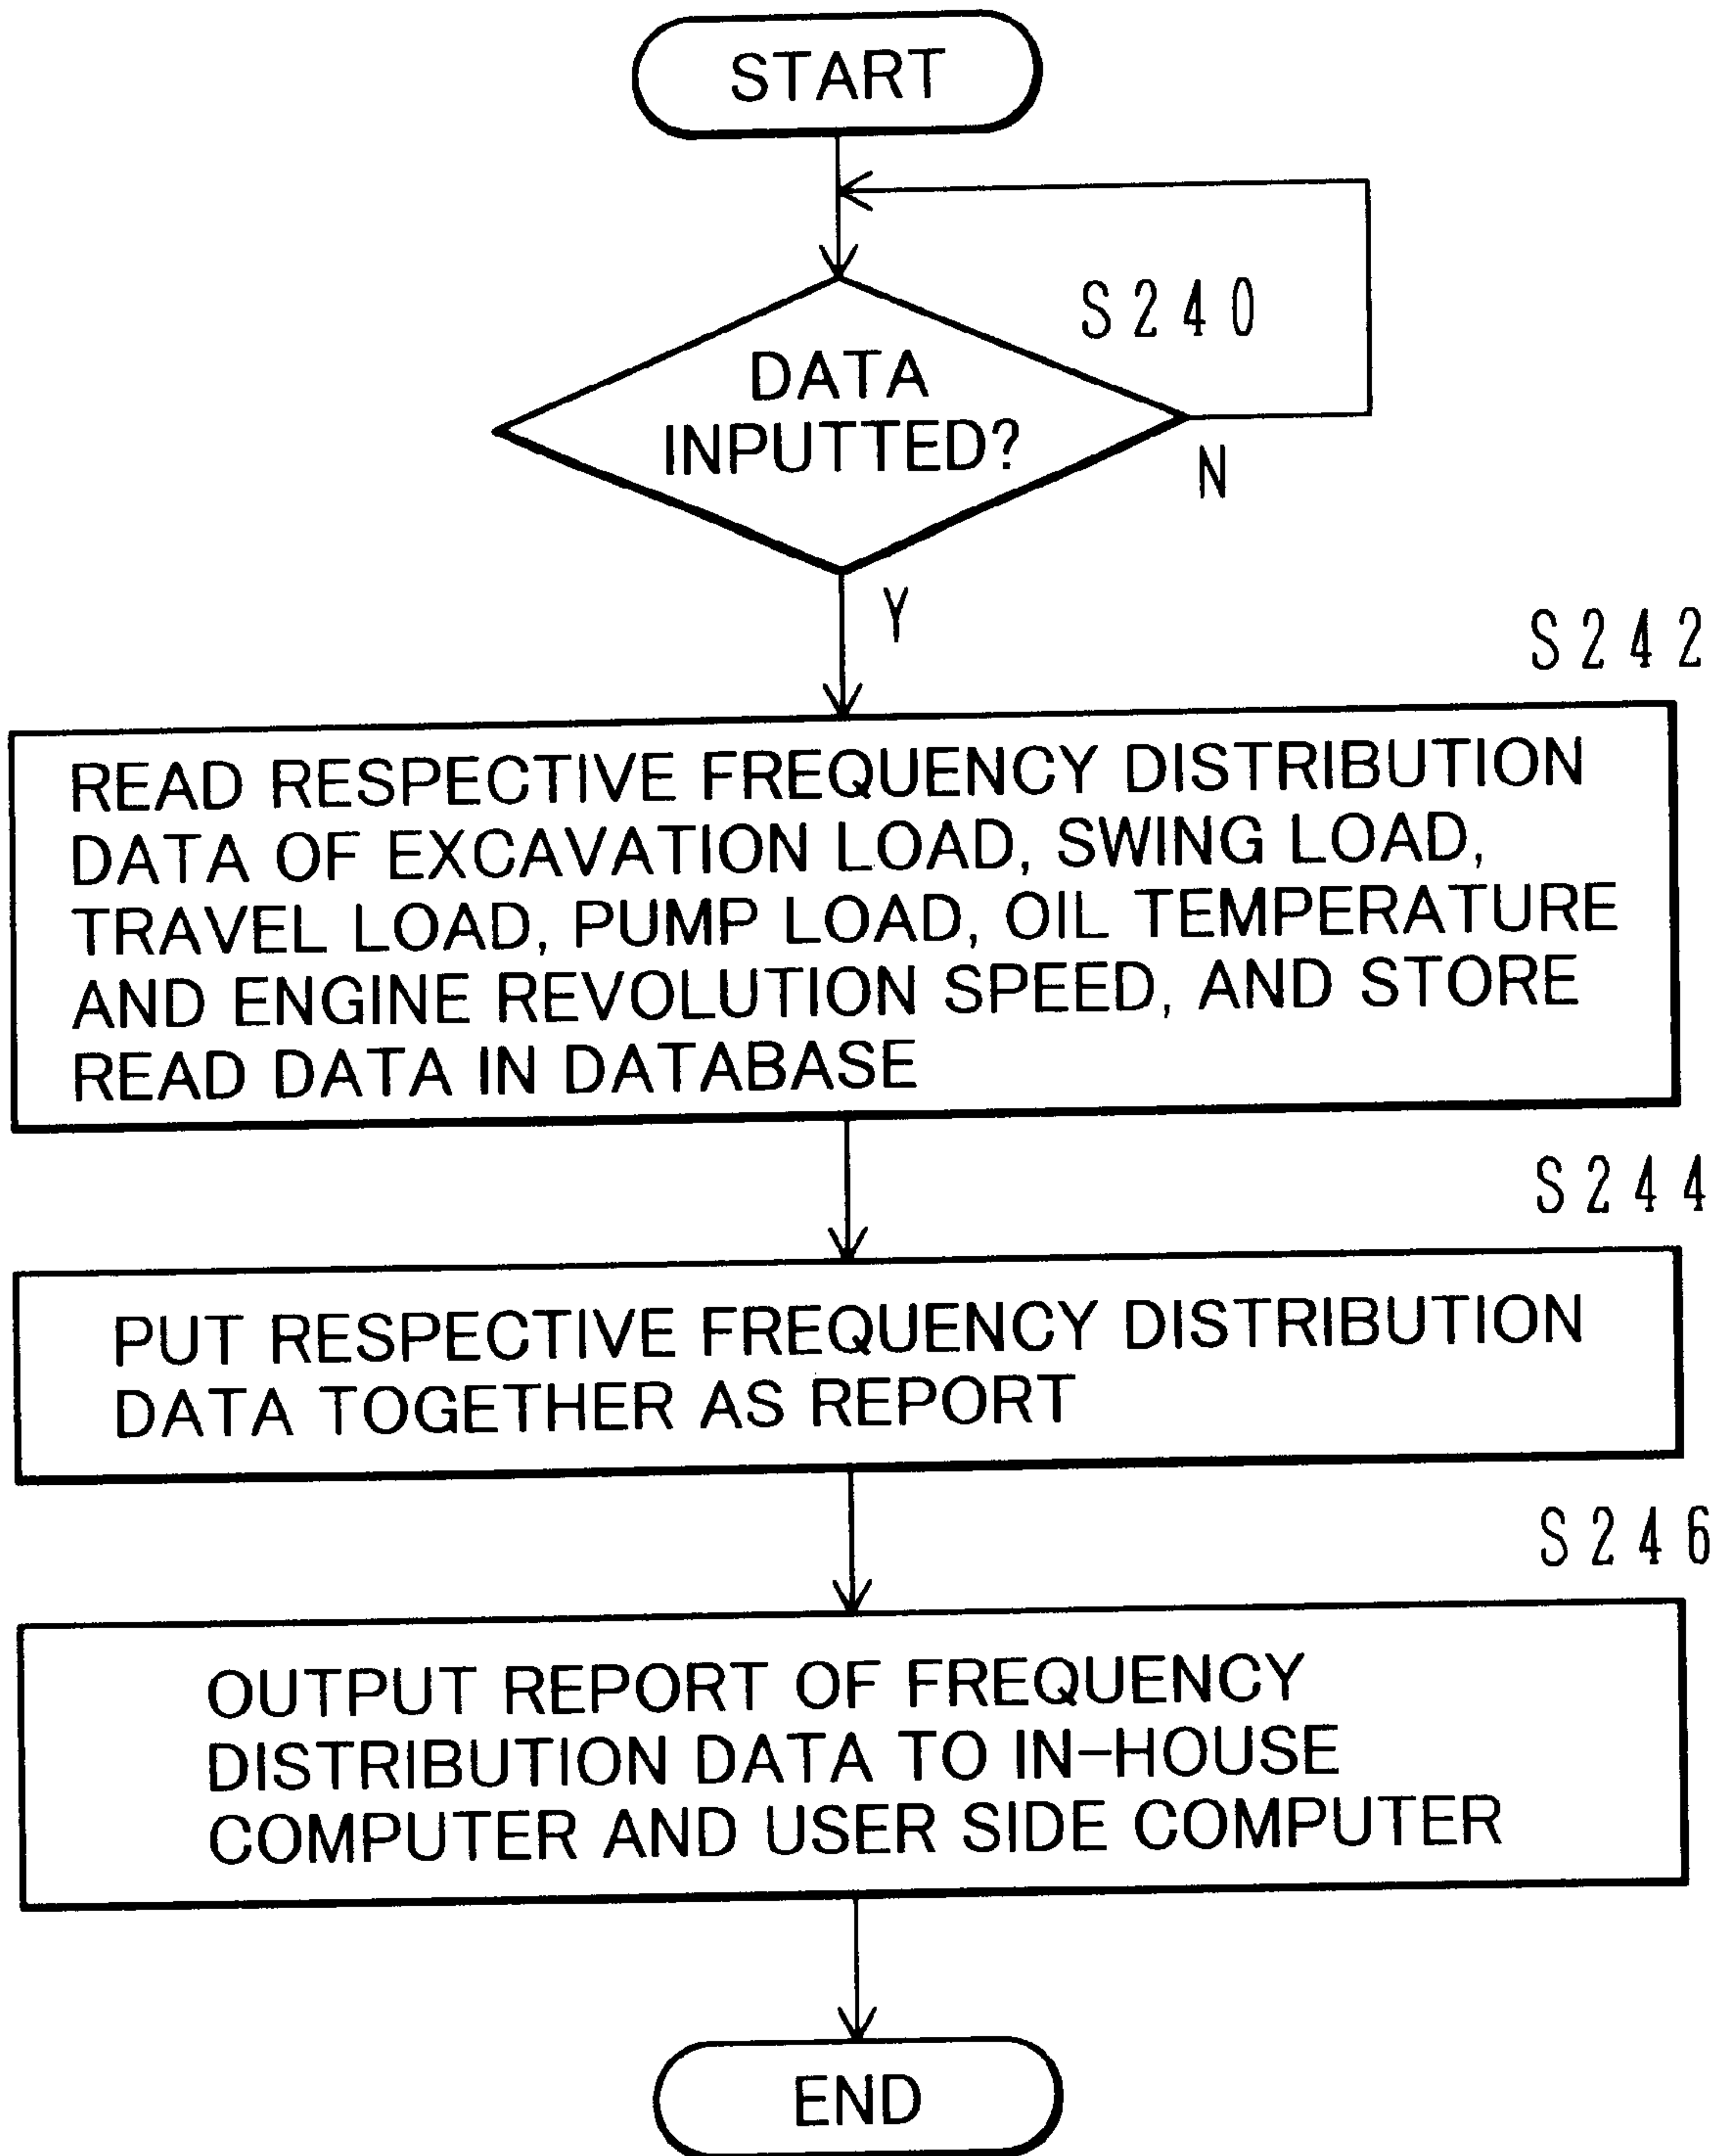 START
S240
DATA
INPUTTED?
N
Y
S242
READ RESPECTIVE FREQUENCY DISTRIBUTION
DATA OF EXCAVATION LOAD, SWING LOAD,
TRAVEL LOAD, PUMP LOAD, OIL TEMPERATURE
AND ENGINE REVOLUTION SPEED, AND STORE
READ DATA IN DATABASE
S244
PUT RESPECTIVE FREQUENCY DISTRIBUTION
DATA TOGETHER AS REPORT
S246
OUTPUT REPORT OF FREQUENCY
DISTRIBUTION DATA TO IN-HOUSE
COMPUTER AND USER SIDE COMPUTER
END